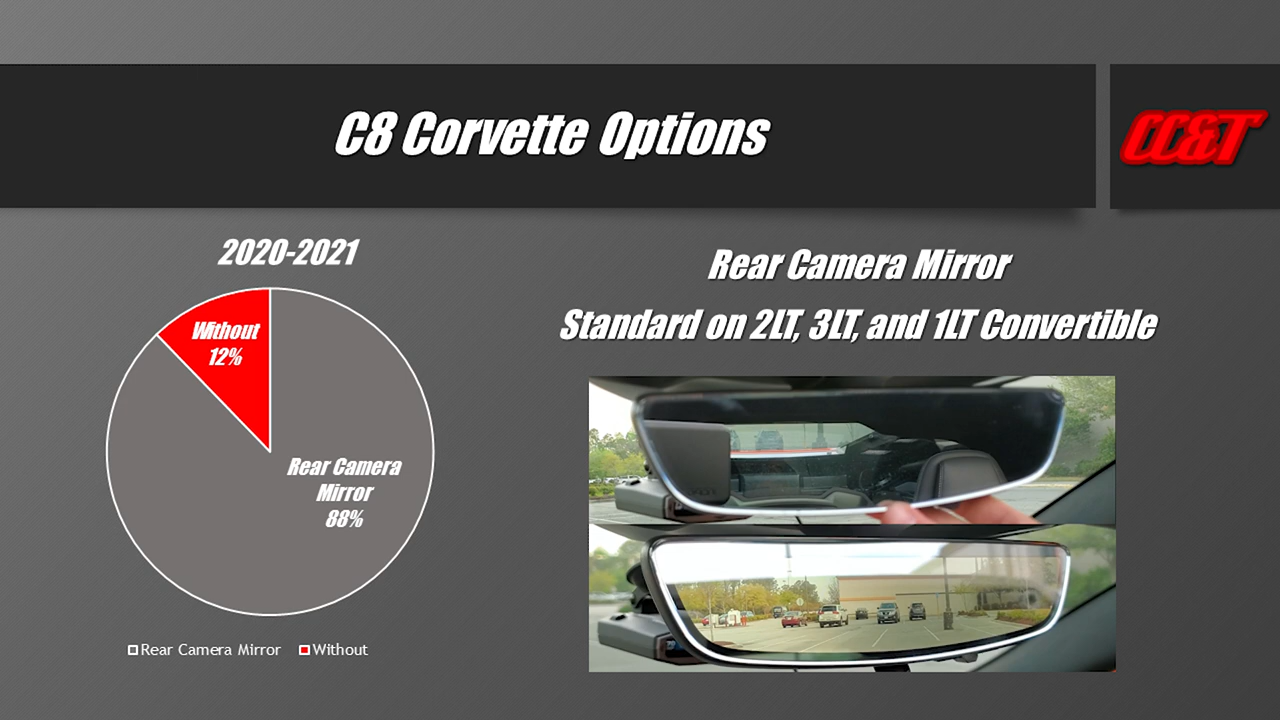 C8 Corvette Options
CC&T
2020-2021
Without
12%
Rear Camera
Mirror
88%
Rear Camera Mirror
Without
Rear Camera Mirror
Standard on 2LT, 3LT, and 1LT Convertible